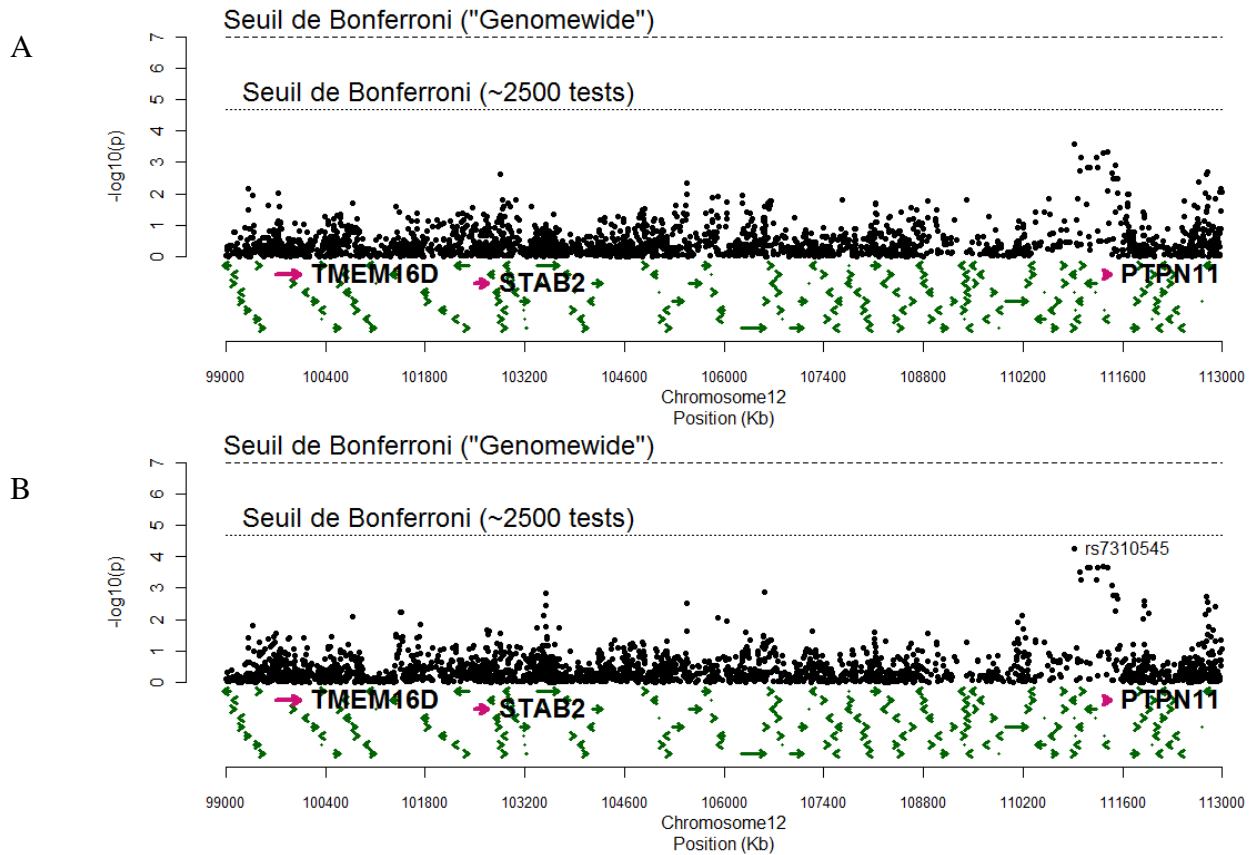 A
Seuil de Bonferroni ("Genomewide")
Seuil de Bonferroni (~2500 tests)
-log10(p)
7
6
5
4
3
2
1
0
TMEM16D
STAB2
PTPN11
99000 100400 101800 103200 104600 106000 107400 108800 110200 111600 113000
Chromosome12
Position (Kb)
B
Seuil de Bonferroni ("Genomewide")
Seuil de Bonferroni (~2500 tests)
rs7310545
-log10(p)
7
6
5
4
3
2
1
0
TMEM16D
STAB2
PTPN11
99000 100400 101800 103200 104600 106000 107400 108800 110200 111600 113000
Chromosome12
Position (Kb)